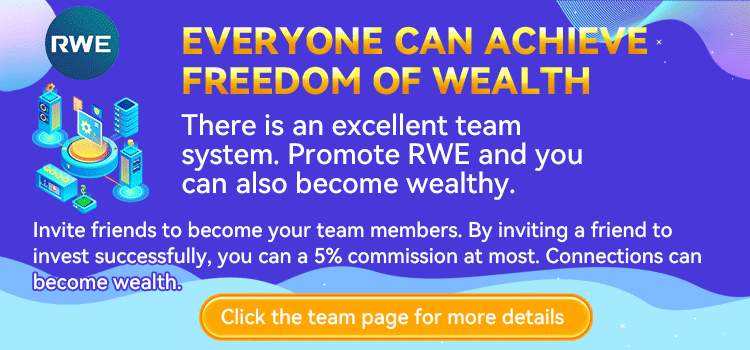 RWE
EVERYONE CAN ACHIEVE
FREEDOM OF WEALTH
There is an excellent team
system. Promote RWE and you
can also become wealthy.
Invite friends to become your team members. By inviting a friend to
invest successfully, you can a 5% commission at most. Connections can
become wealth.
Click the team page for more details